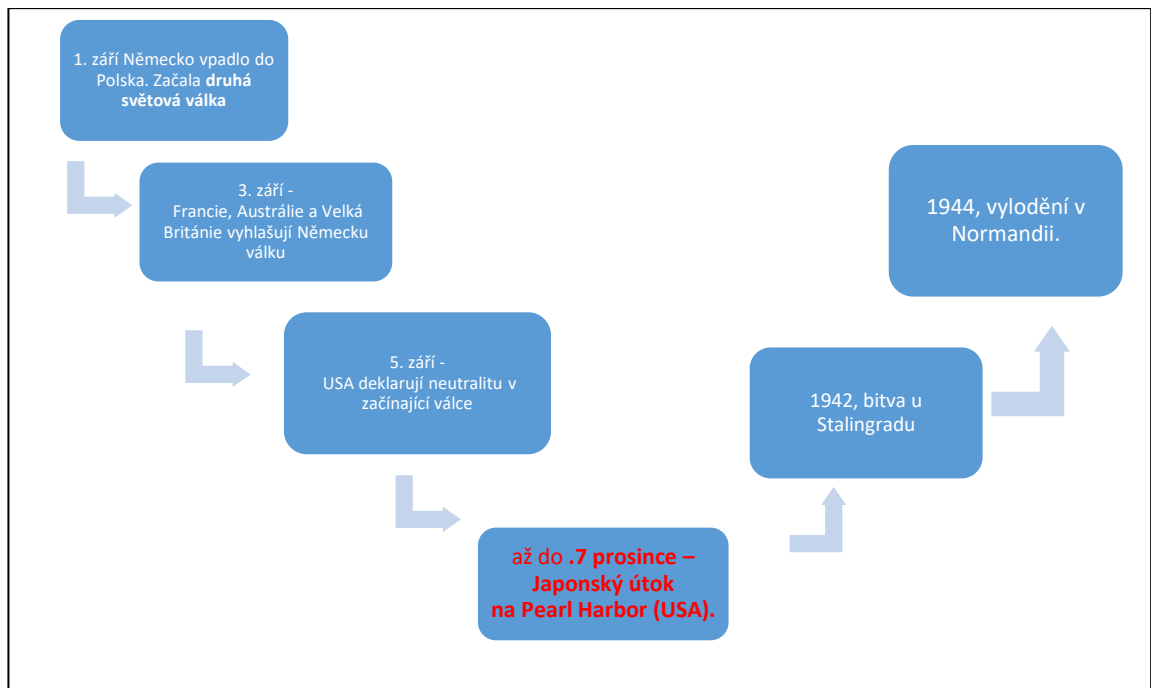 1. září Německo vpadlo do
Polska. Začala druhá
světová válka
3. září -
Francie, Austrálie a Velká
Británie vyhlašují Německu
válku
5. září -
USA deklarují neutralitu v
začínající válce
až do .7 prosince –
Japonský útok
na Pearl Harbor (USA).
1942, bitva u
Stalingradu
1944, vylodění v
Normandii.